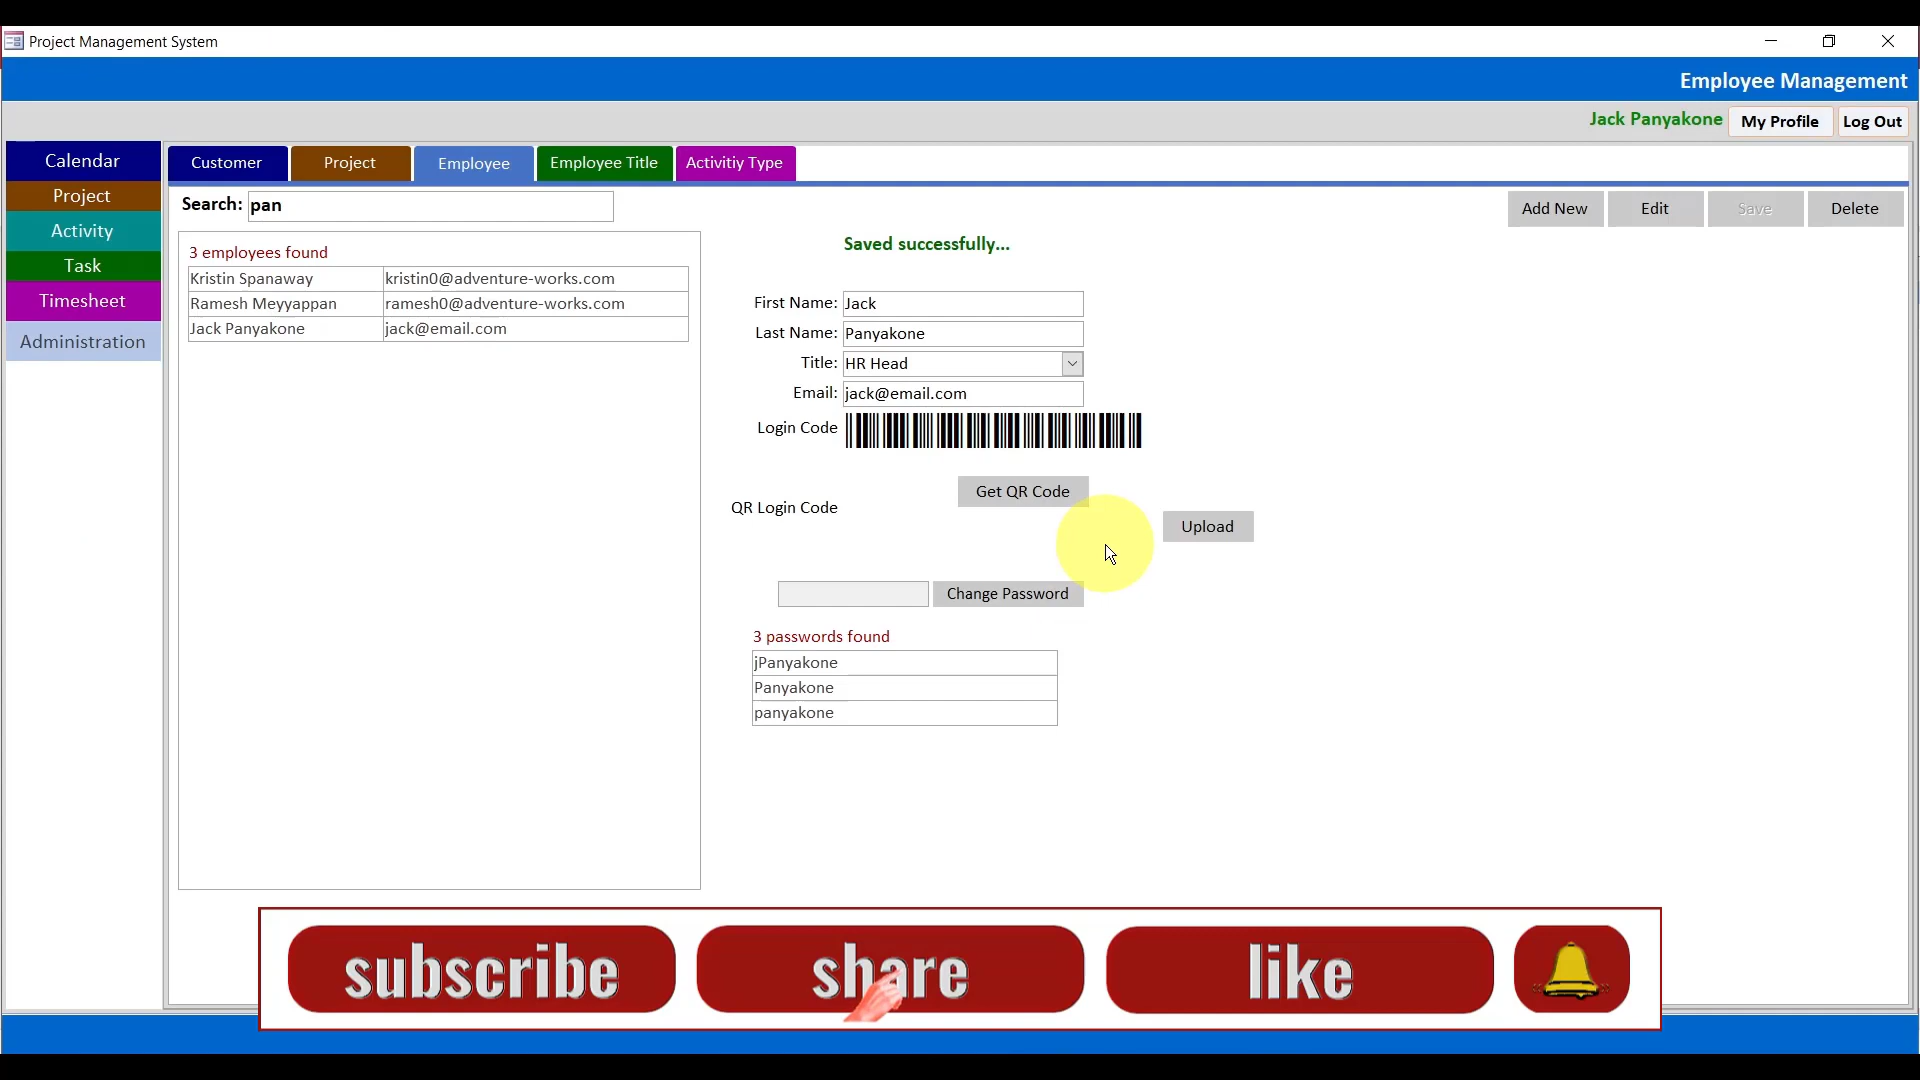 Project Management System
Employee Management
Jack Panyakone My Profile Log Out
Calendar
Project
Activity
Task
Timesheet
Administration
Customer Project Employee Employee Title Activitiy Type
Search: pan
Add New Edit Save Delete
3 employees found
Kristin Spanaway kristin0@adventure-works.com
Ramesh Meyyappan ramesh0@adventure-works.com
Jack Panyakone jack@email.com
Saved successfully...
First Name: Jack
Last Name: Panyakone
Title: HR Head
Email: jack@email.com
Login Code
Get QR Code
QR Login Code
Upload
Change Password
3 passwords found
jPanyakone
Panyakone
panyakone
subscribe share like